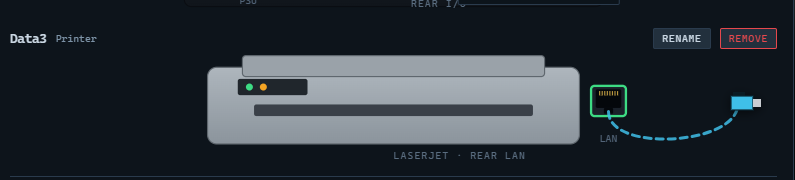 PSU
REAR I/O
Data3 Printer
RENAME
REMOVE
LAN
LASERJET · REAR LAN